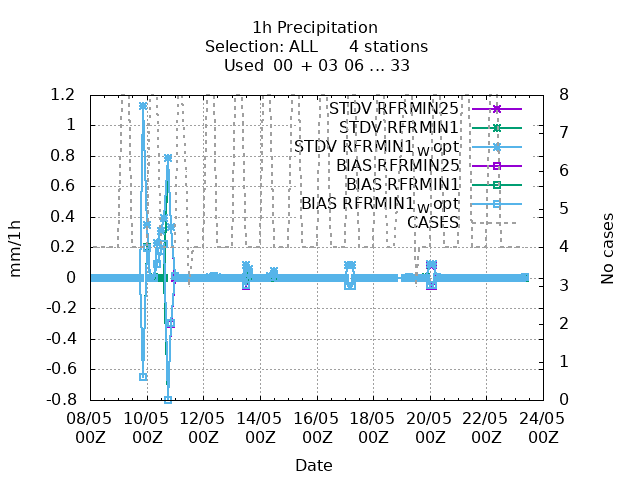 1h Precipitation
Selection: ALL      4 stations
Used  00 + 03 06 ... 33
1.2
1
0.8
0.6
0.4
0.2
0
-0.2
-0.4
-0.6
-0.8
mm/1h
8
7
6
5
4
3
2
1
0
No cases
STDV RFRMIN25
STDV RFRMIN1
STDV RFRMIN1_wopt
BIAS RFRMIN25
BIAS RFRMIN1
BIAS RFRMIN1_wopt
CASES
08/05 10/05 12/05 14/05 16/05 18/05 20/05 22/05 24/05
00Z 00Z 00Z 00Z 00Z 00Z 00Z 00Z 00Z
Date